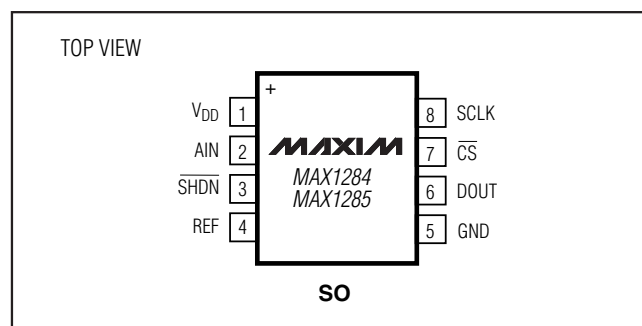 TOP VIEW
+
VDD 1
AIN 2
SHDN 3
REF 4
MAXIM
MAX1284
MAX1285
8 SCLK
7 CS
6 DOUT
5 GND
SO